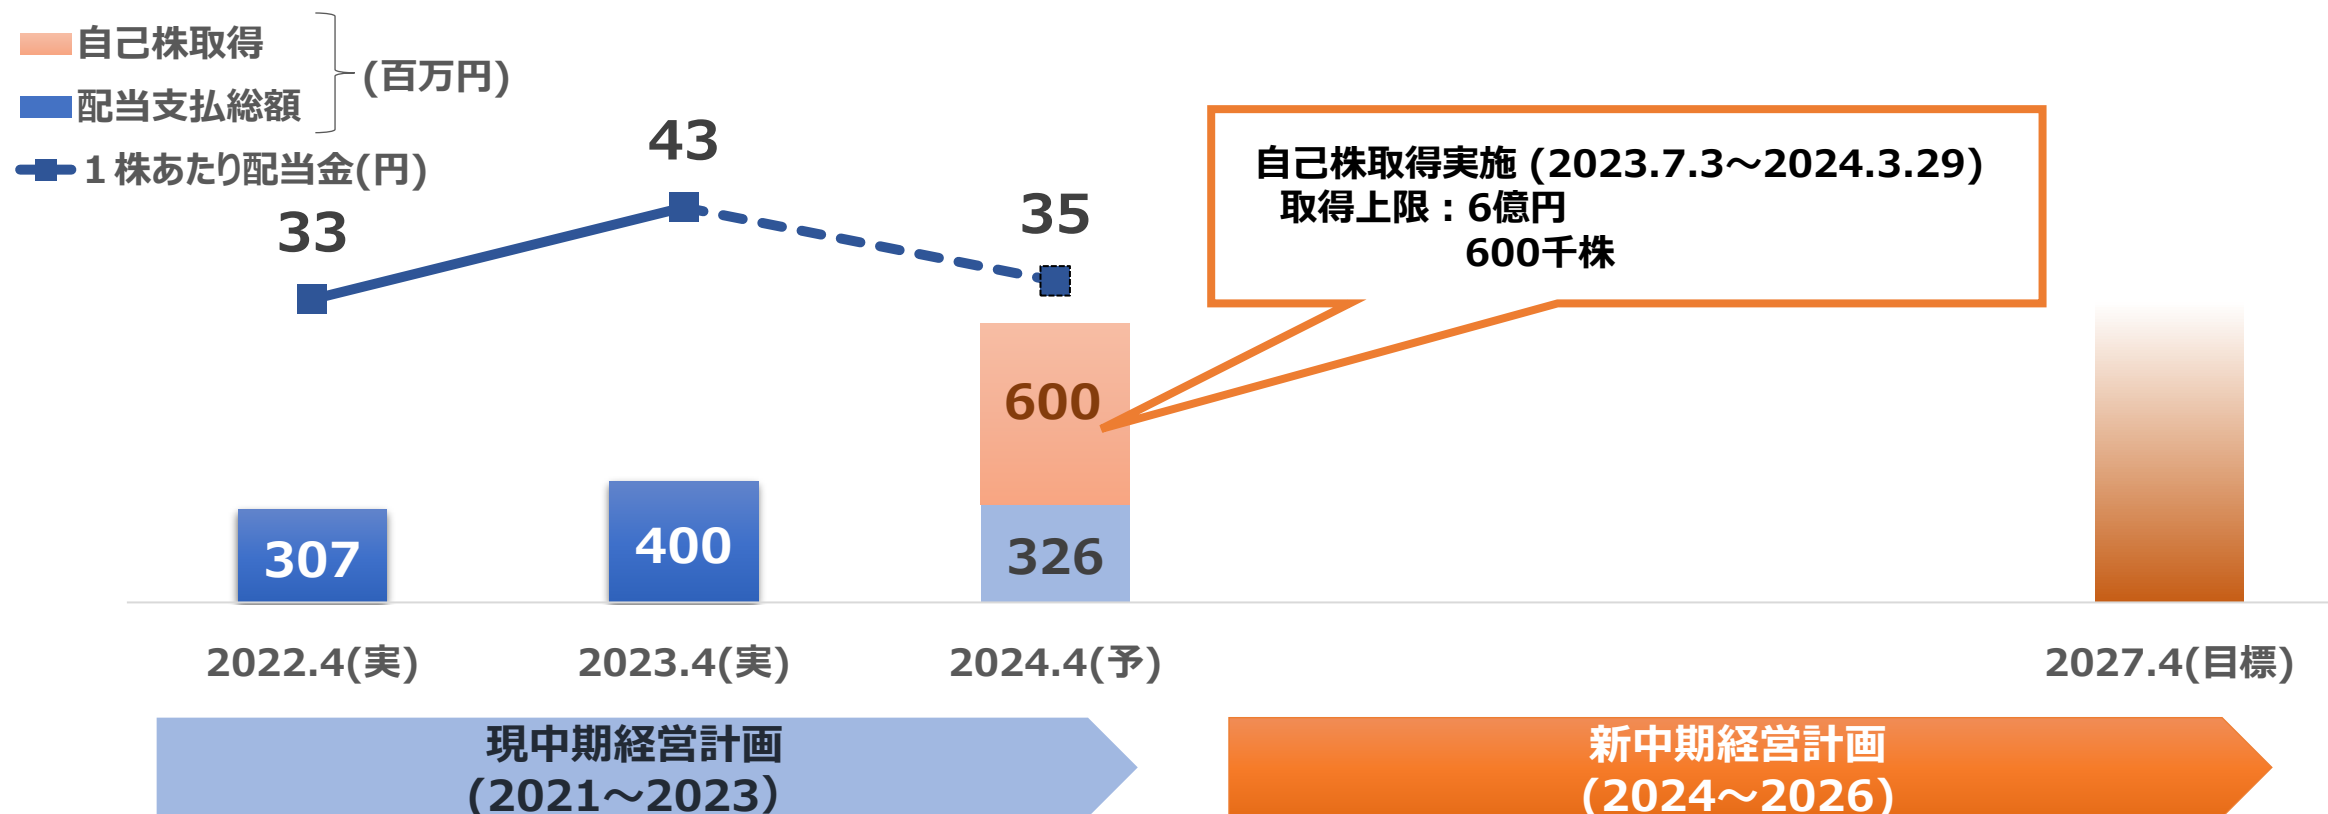 自己株取得
配当支払総額
(百万円)
１株あたり配当金(円)
33
43
35
自己株取得実施 (2023.7.3～2024.3.29)
取得上限：6億円
600千株
600
307
400
326
2022.4(実)
2023.4(実)
2024.4(予)
2027.4(目標)
現中期経営計画
(2021～2023）
新中期経営計画
(2024～2026)